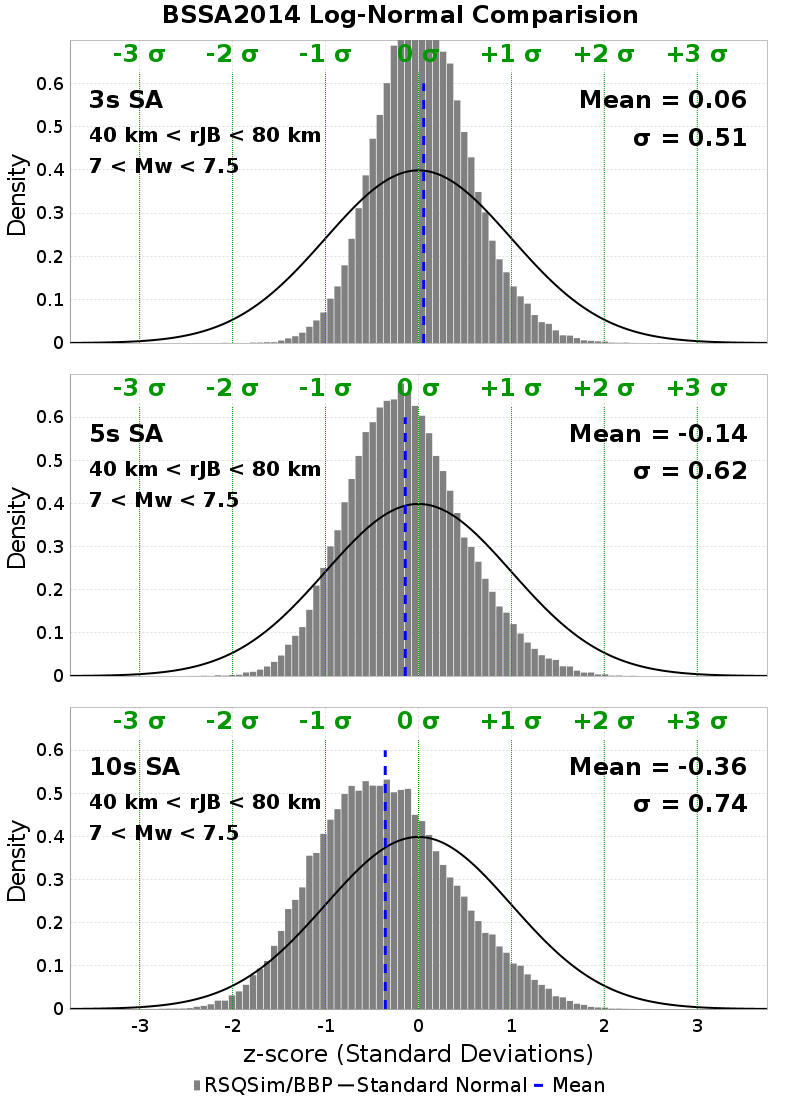 BSSA2014 Log-Normal Comparision
-3 σ -2 σ -1 σ 0 σ +1 σ +2 σ +3 σ
0.6
3s SA Mean = 0.06
0.5
40 km < rJB < 80 km σ = 0.51
7 < Mw < 7.5
0.4
Density
0.3
0.2
0.1
0
-3 σ -2 σ -1 σ 0 σ +1 σ +2 σ +3 σ
0.6
5s SA Mean = -0.14
0.5
40 km < rJB < 80 km σ = 0.62
7 < Mw < 7.5
0.4
Density
0.3
0.2
0.1
0
-3 σ -2 σ -1 σ 0 σ +1 σ +2 σ +3 σ
0.6
10s SA Mean = -0.36
0.5
40 km < rJB < 80 km σ = 0.74
7 < Mw < 7.5
0.4
Density
0.3
0.2
0.1
0
-3 -2 -1 0 1 2 3
z-score (Standard Deviations)
RSQSim/BBP Standard Normal Mean